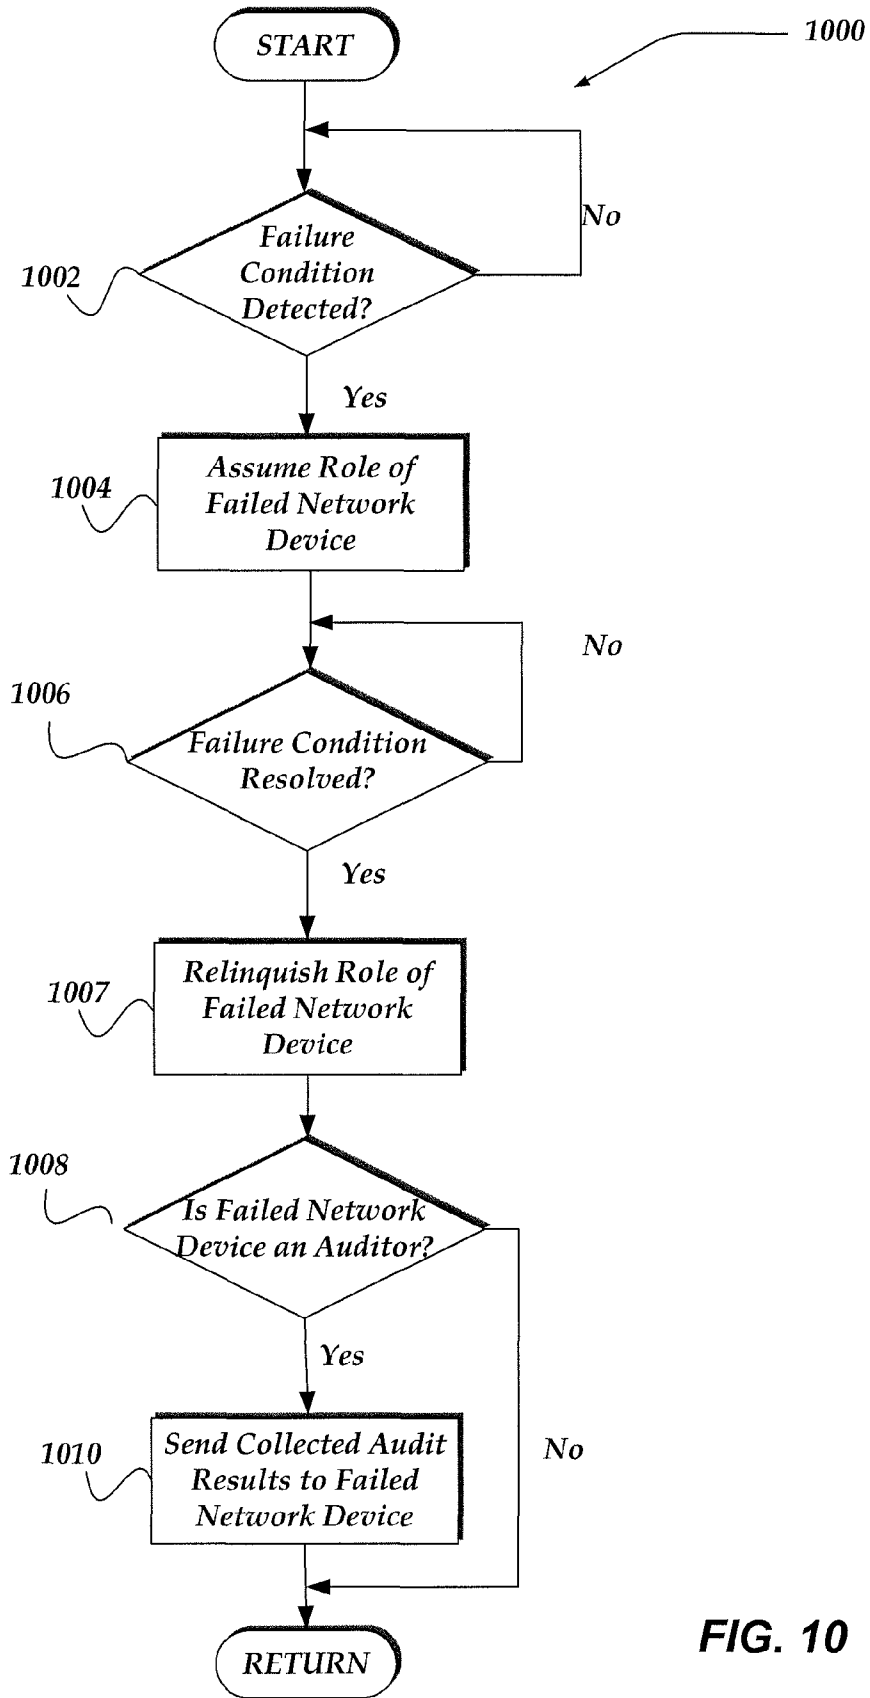 START
1000
No
Failure
Condition
Detected?
1002
Yes
Assume Role of
Failed Network
Device
1004
No
1006
Failure Condition
Resolved?
Yes
Relinquish Role of
Failed Network
Device
1007
1008
Is Failed Network
Device an Auditor?
Yes
Send Collected Audit
Results to Failed
Network Device
1010
No
RETURN
FIG. 10